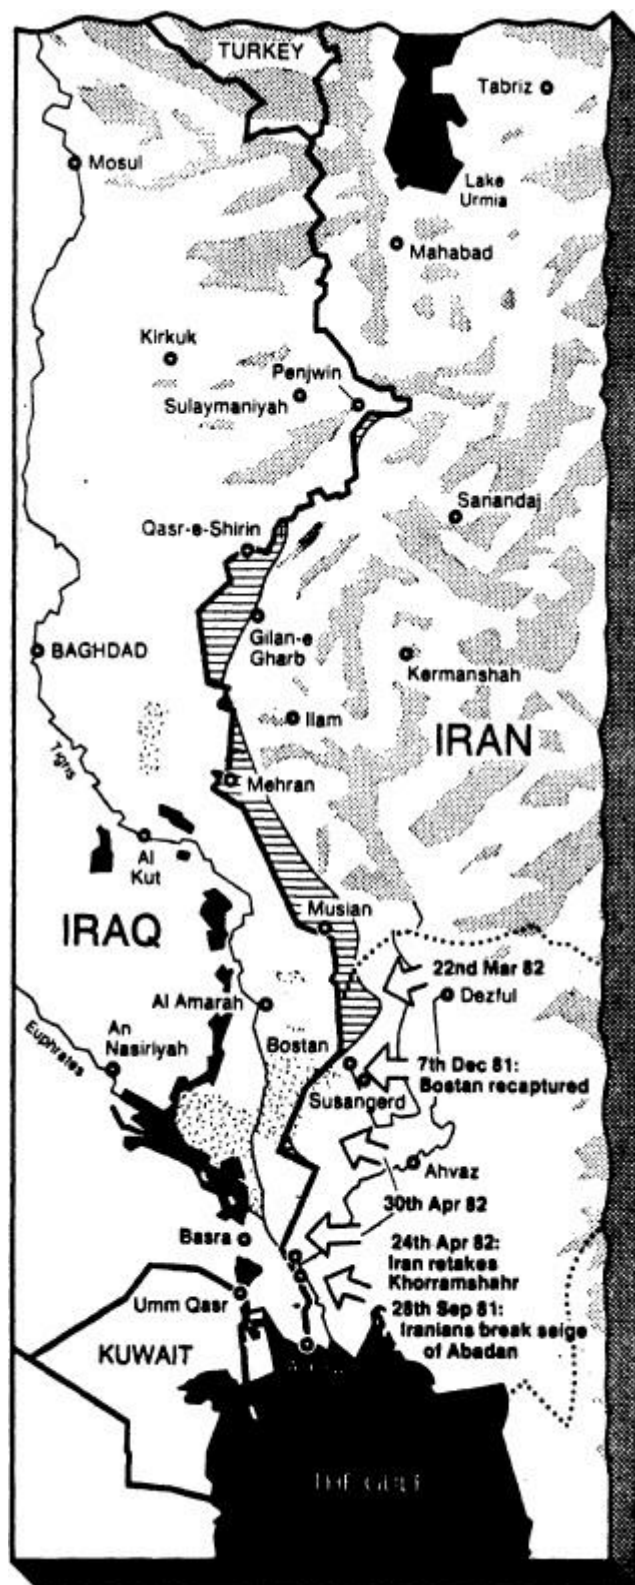 TURKEY
Tabriz
Mosul
Lake
Urmia
Mahabad
Kirkuk
Penjwin
Sulaymaniyah
Sanandaj
Qasr-e-Shirin
Gilan-e
Gharb
BAGHDAD
Kermanshah
Ilam
IRAN
Tigris
Mehran
Al
Kut
Musian
IRAQ
22nd Mar 82
Dezful
Al Amarah
Euphrates
An
Nasiriyah
Bostan
7th Dec 81:
Bostan recaptured
Susangerd
Ahvaz
30th Apr 82
Basra
24th Apr 82:
Iran retakes
Khorramshahr
Umm Qasr
28th Sep 81:
Iranians break seige
of Abadan
KUWAIT
THE GULF